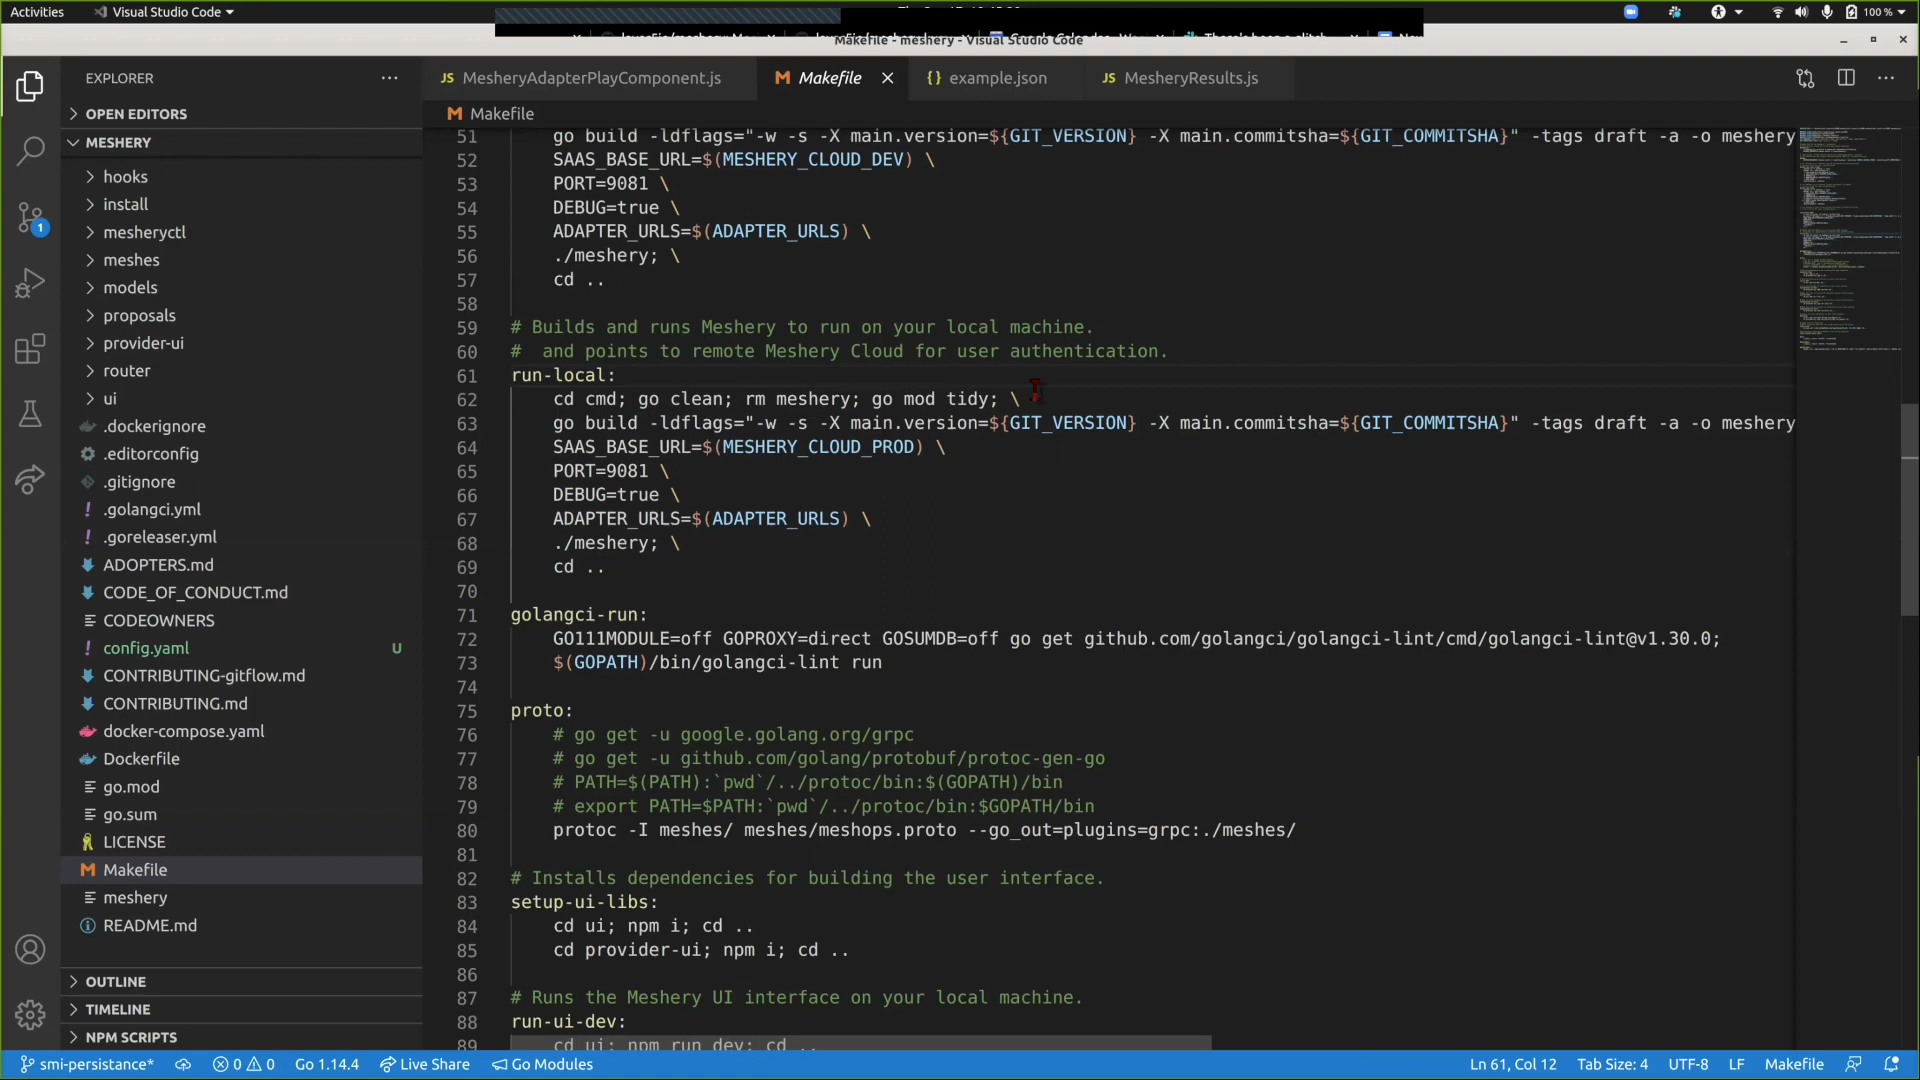 Activities
Visual Studio Code
100 %
Makefile - meshery - Visual Studio Code
EXPLORER
JS MesheryAdapterPlayComponent.js
M Makefile
{} example.json
JS MesheryResults.js
OPEN EDITORS
M Makefile
MESHERY
hooks
install
mesheryctl
meshes
models
proposals
provider-ui
router
ui
.dockerignore
.editorconfig
.gitignore
! .golangci.yml
! .goreleaser.yml
ADOPTERS.md
CODE_OF_CONDUCT.md
CODEOWNERS
! config.yaml U
CONTRIBUTING-gitflow.md
CONTRIBUTING.md
docker-compose.yaml
Dockerfile
go.mod
go.sum
LICENSE
M Makefile
meshery
README.md
OUTLINE
TIMELINE
NPM SCRIPTS
1
51 go build -ldflags="-w -s -X main.version=${GIT_VERSION} -X main.commitsha=${GIT_COMMITSHA}" -tags draft -a -o meshery
52 SAAS_BASE_URL=$(MESHERY_CLOUD_DEV) \
53 PORT=9081 \
54 DEBUG=true \
55 ADAPTER_URLS=$(ADAPTER_URLS) \
56 ./meshery; \
57 cd ..
58
59 # Builds and runs Meshery to run on your local machine.
60 #  and points to remote Meshery Cloud for user authentication.
61 run-local:
62 cd cmd; go clean; rm meshery; go mod tidy; \
63 go build -ldflags="-w -s -X main.version=${GIT_VERSION} -X main.commitsha=${GIT_COMMITSHA}" -tags draft -a -o meshery
64 SAAS_BASE_URL=$(MESHERY_CLOUD_PROD) \
65 PORT=9081 \
66 DEBUG=true \
67 ADAPTER_URLS=$(ADAPTER_URLS) \
68 ./meshery; \
69 cd ..
70
71 golangci-run:
72 GO111MODULE=off GOPROXY=direct GOSUMDB=off go get github.com/golangci/golangci-lint/cmd/golangci-lint@v1.30.0;
73 $(GOPATH)/bin/golangci-lint run
74
75 proto:
76 # go get -u google.golang.org/grpc
77 # go get -u github.com/golang/protobuf/protoc-gen-go
78 # PATH=$(PATH):`pwd`/../protoc/bin:$(GOPATH)/bin
79 # export PATH=$PATH:`pwd`/../protoc/bin:$GOPATH/bin
80 protoc -I meshes/ meshes/meshops.proto --go_out=plugins=grpc:./meshes/
81
82 # Installs dependencies for building the user interface.
83 setup-ui-libs:
84 cd ui; npm i; cd ..
85 cd provider-ui; npm i; cd ..
86
87 # Runs the Meshery UI interface on your local machine.
88 run-ui-dev:
89 cd ui; npm run dev; cd ..
smi-persistance*
0 0
Go 1.14.4
Live Share
Go Modules
Ln 61, Col 12
Tab Size: 4
UTF-8
LF
Makefile